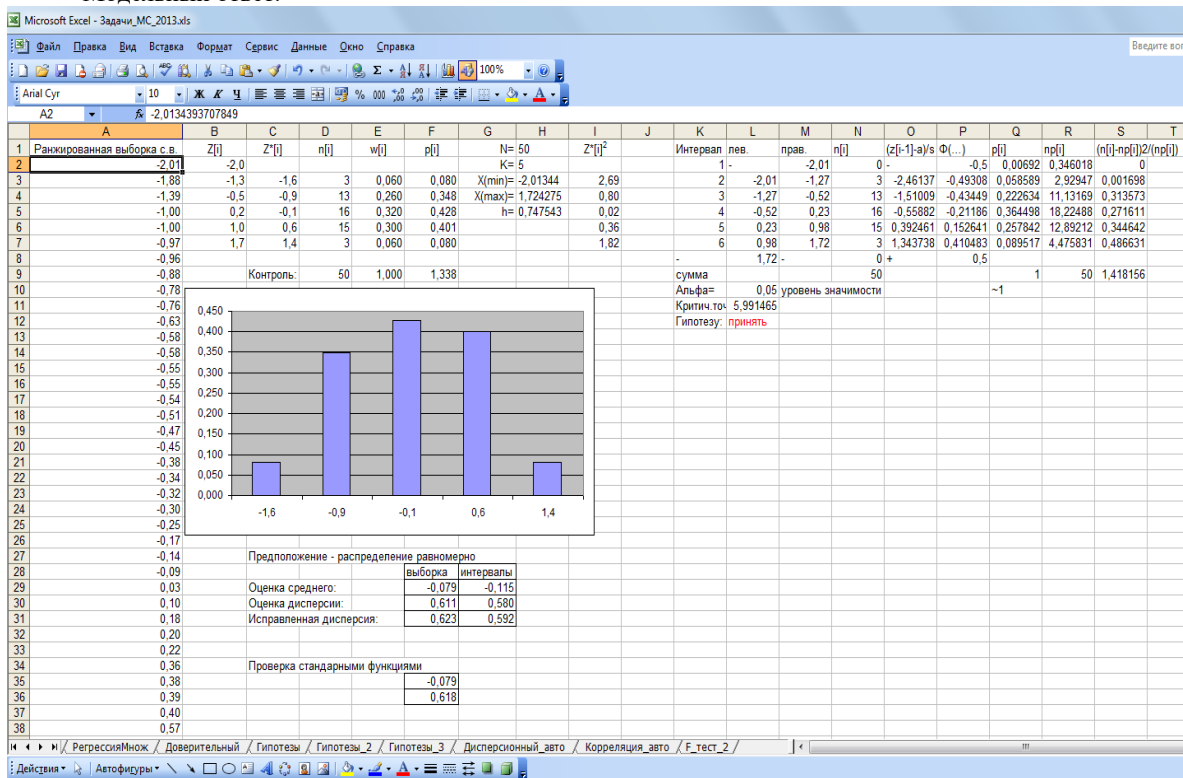 Microsoft Excel - Задачи_МС_2013.xls
Файл Правка Вид Вставка Формат Сервис Данные Окно Справка
100%
Arial Cyr 10 Ж К Ч
A2 fx -2,0134393707849
A B C D E F G H I J K L M N O P Q R S T
1 Ранжированная выборка с.в. Z[i] Z*[i] n[i] w[i] p[i] N= 50 Z*[i]² Интервал лев. прав. n[i] (z[i-1]-a)/s Ф(...) p[i] np[i] (n[i]-np[i])2/(np[i])
2 -2,01 -2,0 K= 5 1 - -2,01 0 - -0,5 0,00692 0,346018 0
3 -1,88 -1,3 -1,6 3 0,060 0,080 X(min)= -2,01344 2,69 2 -2,01 -1,27 3 -2,46137 -0,49308 0,058589 2,92947 0,001698
4 -1,39 -0,5 -0,9 13 0,260 0,348 X(max)= 1,724275 0,80 3 -1,27 -0,52 13 -1,51009 -0,43449 0,222634 11,13169 0,313573
5 -1,00 0,2 -0,1 16 0,320 0,428 h= 0,747543 0,02 4 -0,52 0,23 16 -0,55882 -0,21186 0,364498 18,22488 0,271611
6 -1,00 1,0 0,6 15 0,300 0,401 0,36 5 0,23 0,98 15 0,392461 0,152641 0,257842 12,89212 0,344642
7 -0,97 1,7 1,4 3 0,060 0,080 1,82 6 0,98 1,72 3 1,343738 0,410483 0,089517 4,475831 0,486631
8 -0,96 - 1,72 - 0 + 0,5
9 -0,88 Контроль: 50 1,000 1,338 сумма 50 1 50 1,418156
10 -0,78 Альфа= 0,05 уровень значимости ~1
11 -0,76 Критич.точ 5,991465
12 -0,63 Гипотезу: принять
13 -0,58
14 -0,58
15 -0,55
16 -0,55
17 -0,54
18 -0,51
19 -0,47
20 -0,45
21 -0,38
22 -0,34
23 -0,32
24 -0,30
25 -0,25
26 -0,17
0,450
0,400
0,350
0,300
0,250
0,200
0,150
0,100
0,050
0,000
-1,6 -0,9 -0,1 0,6 1,4
27 -0,14 Предположение - распределение равномерно
28 -0,09 выборка интервалы
29 0,03 Оценка среднего: -0,079 -0,115
30 0,10 Оценка дисперсии: 0,611 0,580
31 0,18 Исправленная дисперсия: 0,623 0,592
32 0,20
33 0,22
34 0,36 Проверка стандарными функциями
35 0,38 -0,079
36 0,39 0,618
37 0,40
38 0,57
РегрессияМнож / Доверительный / Гипотезы / Гипотезы_2 / Гипотезы_3 / Дисперсионный_авто / Корреляция_авто / F_тест_2
Действия Автофигуры